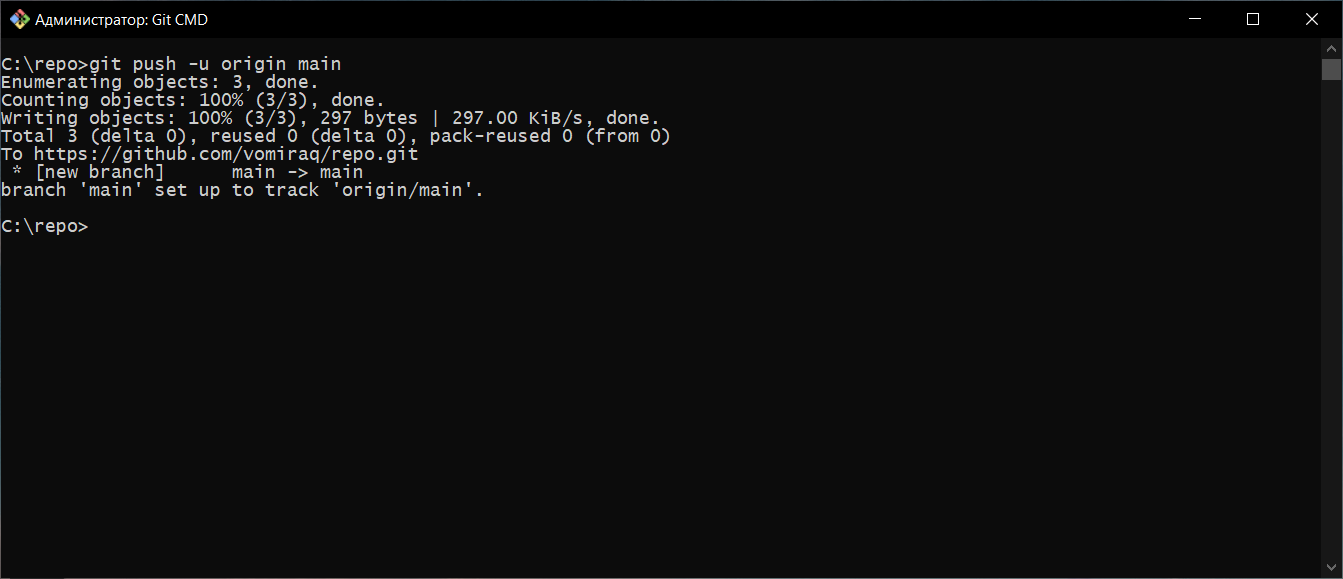 Администратор: Git CMD
C:\repo>git push -u origin main
Enumerating objects: 3, done.
Counting objects: 100% (3/3), done.
Writing objects: 100% (3/3), 297 bytes | 297.00 KiB/s, done.
Total 3 (delta 0), reused 0 (delta 0), pack-reused 0 (from 0)
To https://github.com/vomiraq/repo.git
 * [new branch]      main -> main
branch 'main' set up to track 'origin/main'.
C:\repo>